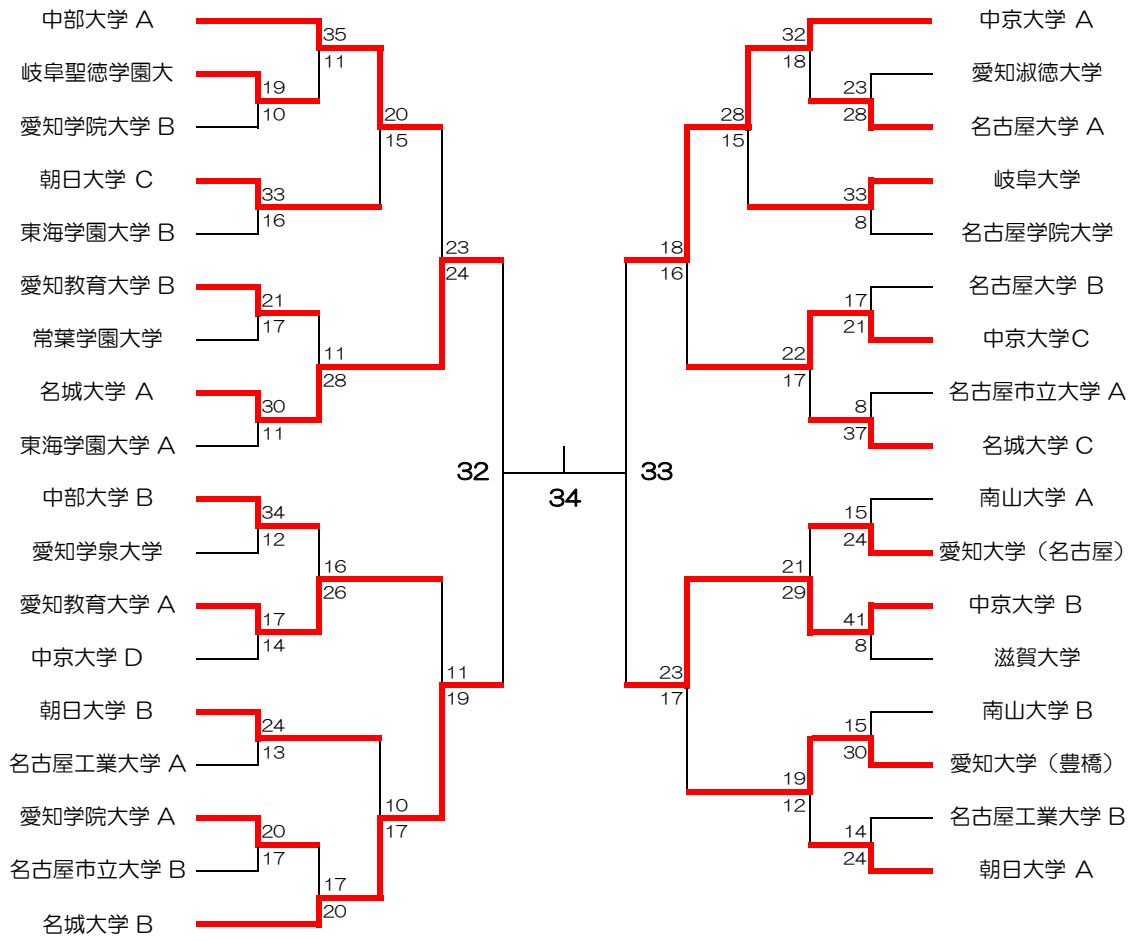 中部大学 A
岐阜聖徳学園大
愛知学院大学 B
朝日大学 C
東海学園大学 B
愛知教育大学 B
常葉学園大学
名城大学 A
東海学園大学 A
中部大学 B
愛知学泉大学
愛知教育大学 A
中京大学 D
朝日大学 B
名古屋工業大学 A
愛知学院大学 A
名古屋市立大学 B
名城大学 B
35
11
19
10
33
16
21
17
30
11
34
12
17
14
24
13
20
17
11
28
16
26
17
20
20
15
10
17
23
24
11
19
32
34
33
18
16
23
17
28
15
32
18
22
17
21
29
19
12
23
28
33
8
17
21
8
37
15
24
41
8
15
30
14
24
中京大学 A
愛知淑徳大学
名古屋大学 A
岐阜大学
名古屋学院大学
名古屋大学 B
中京大学C
名古屋市立大学 A
名城大学 C
南山大学 A
愛知大学（名古屋）
中京大学 B
滋賀大学
南山大学 B
愛知大学（豊橋）
名古屋工業大学 B
朝日大学 A